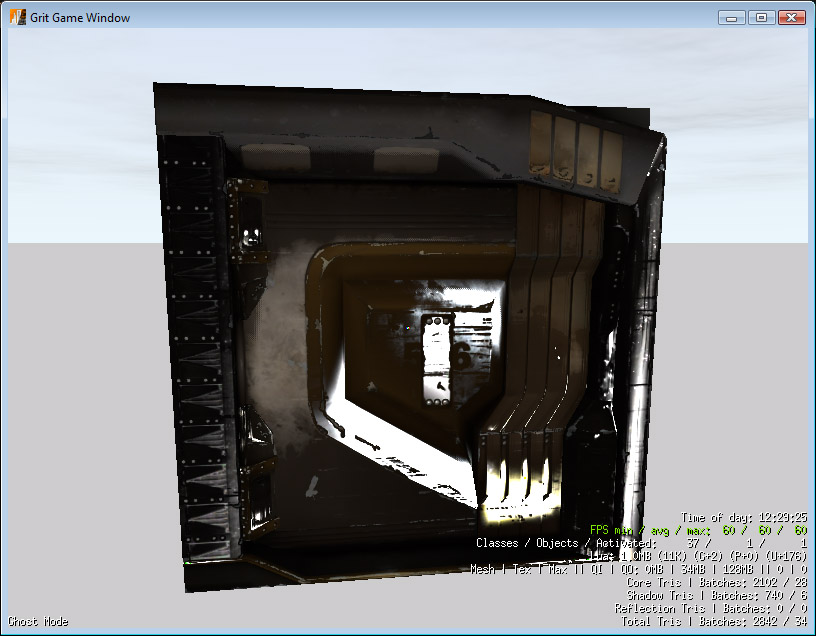 Grit Game Window
6
Time of day: 12:29:25
FPS min / avg / max: 60 / 60 / 60
Classes / Objects / Activated: 37 / 1 / 1
Lua: 1.0MB (11K) (G+2) (P+0) (U+176)
Mesh | Tex | Max || QI | QO: 0MB | 34MB | 128MB || 0 | 0
Core Tris | Batches: 2102 / 28
Shadow Tris | Batches: 740 / 6
Reflection Tris | Batches: 0 / 0
Total Tris | Batches: 2842 / 34
Ghost Mode